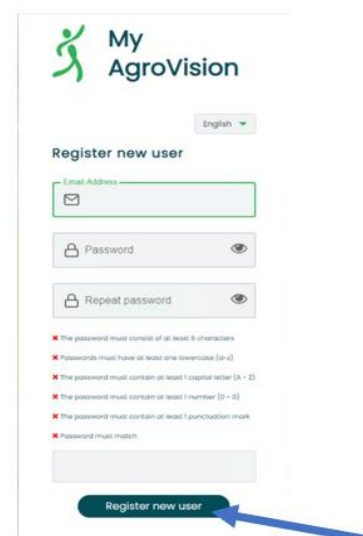 My
AgroVision
English
Register new user
Email Address
Password
Repeat password
✖ The password must consist of at least 8 characters
✖ Passwords must have at least one lowercase (a-z)
✖ The password must contain at least 1 capital letter (A - Z)
✖ The password must contain at least 1 number (0 - 9)
✖ The password must contain at least 1 punctuation mark
✖ Password must match
Register new user